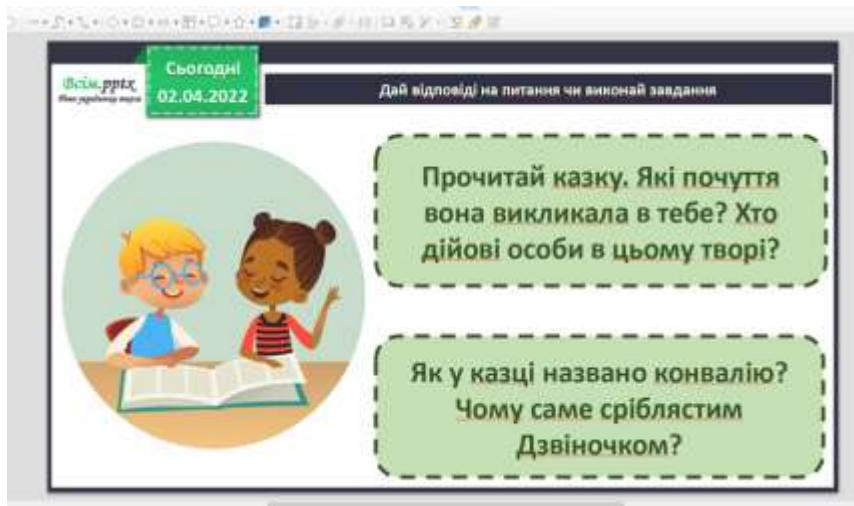 Сьогодні
02.04.2022
Всім.pptx
Дай відповіді на питання чи виконай завдання
Прочитай казку. Які почуття
вона викликала в тебе? Хто
дійові особи в цьому творі?
Як у казці названо конвалію?
Чому саме сріблястим
Дзвіночком?